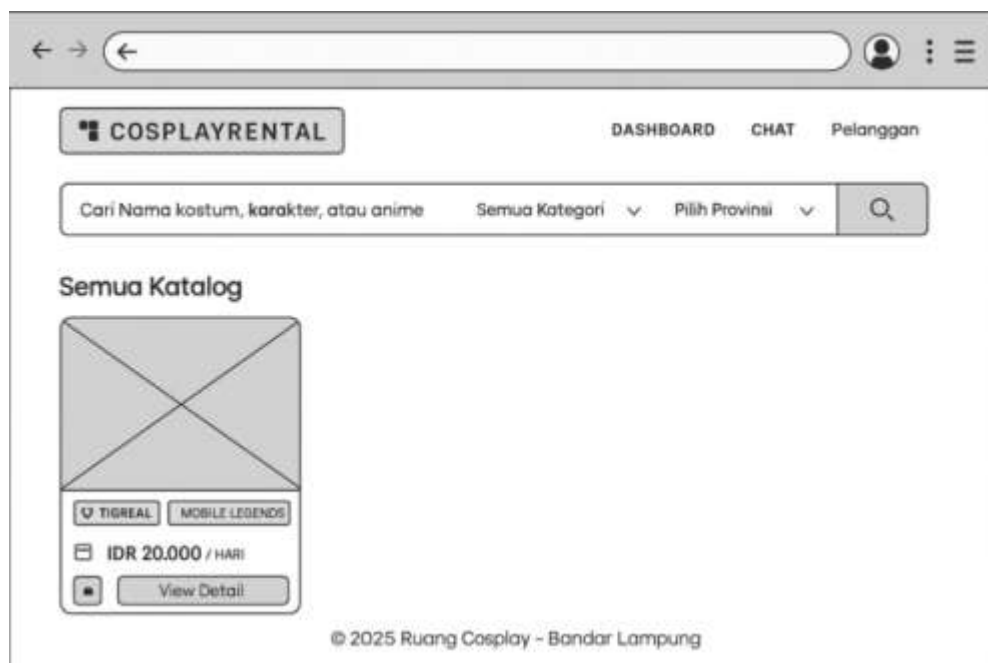 COSPLAYRENTAL DASHBOARD CHAT Pelanggan
Cari Nama kostum, karakter, atau anime Semua Kategori Pilih Provinsi
Semua Katalog
TIGREAL MOBILE LEGENDS
IDR 20.000 / HARI
View Detail
© 2025 Ruang Cosplay - Bandar Lampung